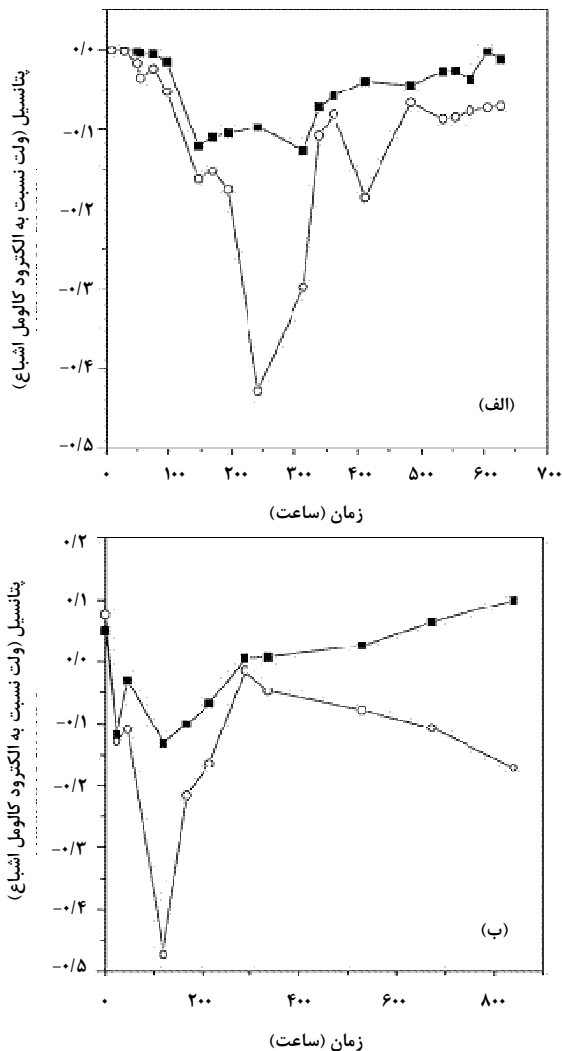 پتانسیل (ولت نسبت به الکترود کالومل اشباع)
۰/۰
−۰/۱
−۰/۲
−۰/۳
−۰/۴
−۰/۵
(الف)
۰ ۱۰۰ ۲۰۰ ۳۰۰ ۴۰۰ ۵۰۰ ۶۰۰ ۷۰۰
زمان (ساعت)
پتانسیل (ولت نسبت به الکترود کالومل اشباع)
۰/۲
۰/۱
۰/۰
−۰/۱
−۰/۲
−۰/۳
−۰/۴
−۰/۵
(ب)
۰ ۲۰۰ ۴۰۰ ۶۰۰ ۸۰۰
زمان (ساعت)